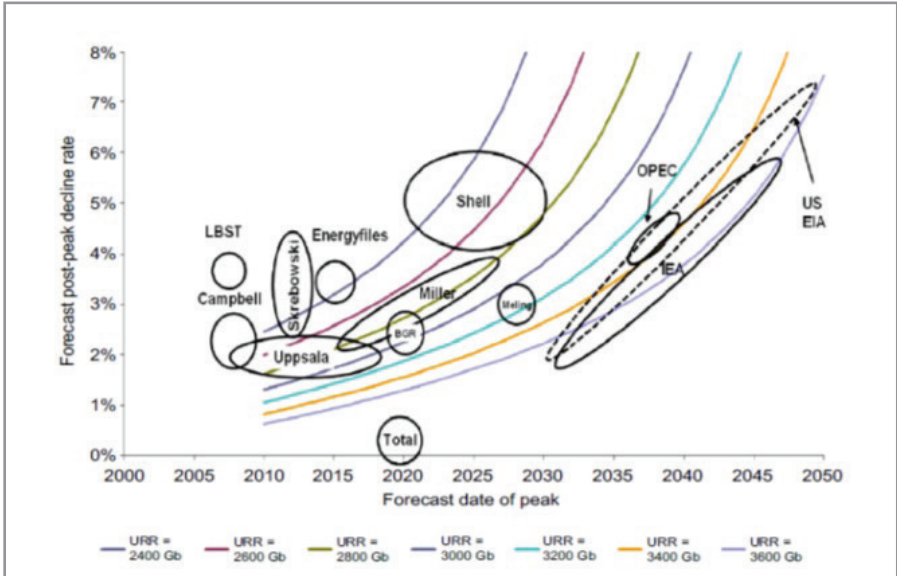 8%
7%
6%
5%
4%
3%
2%
1%
0%
Forecast post-peak decline rate
LBST
Campbell
Skrebowski
Energyfiles
Uppsala
Shell
Miller
BGR
Meling
Total
OPEC
IEA
US
EIA
2000 2005 2010 2015 2020 2025 2030 2035 2040 2045 2050
Forecast date of peak
URR = URR = URR = URR = URR = URR = URR =
2400 Gb 2600 Gb 2800 Gb 3000 Gb 3200 Gb 3400 Gb 3600 Gb